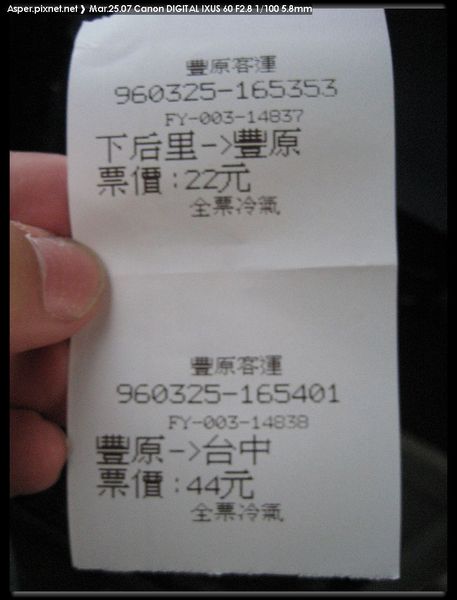 Asper.pixnet.net ❯ Mar.25.07 Canon DIGITAL IXUS 60 F2.8 1/100 5.8mm
豐原客運
960325-165353
FY-003-14837
下后里->豐原
票價:22元
全票冷氣
豐原客運
960325-165401
FY-003-14838
豐原->台中
票價:44元
全票冷氣